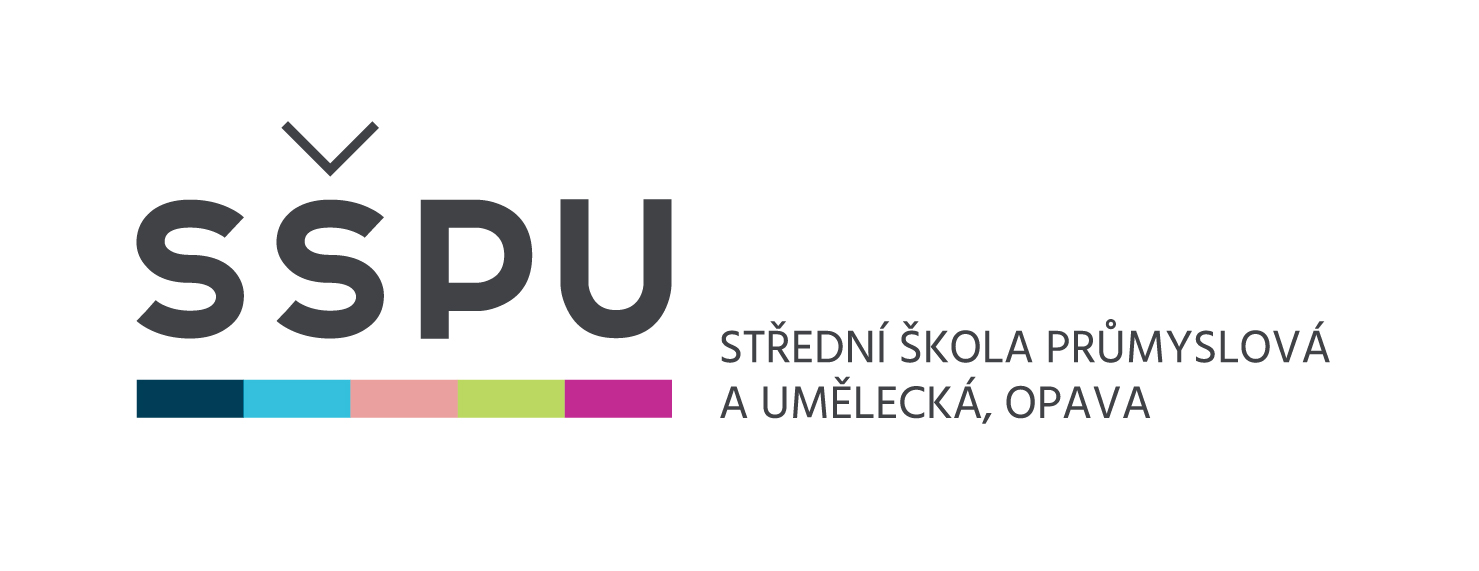 SŠPU
STŘEDNÍ ŠKOLA PRŮMYSLOVÁ
A UMĚLECKÁ, OPAVA